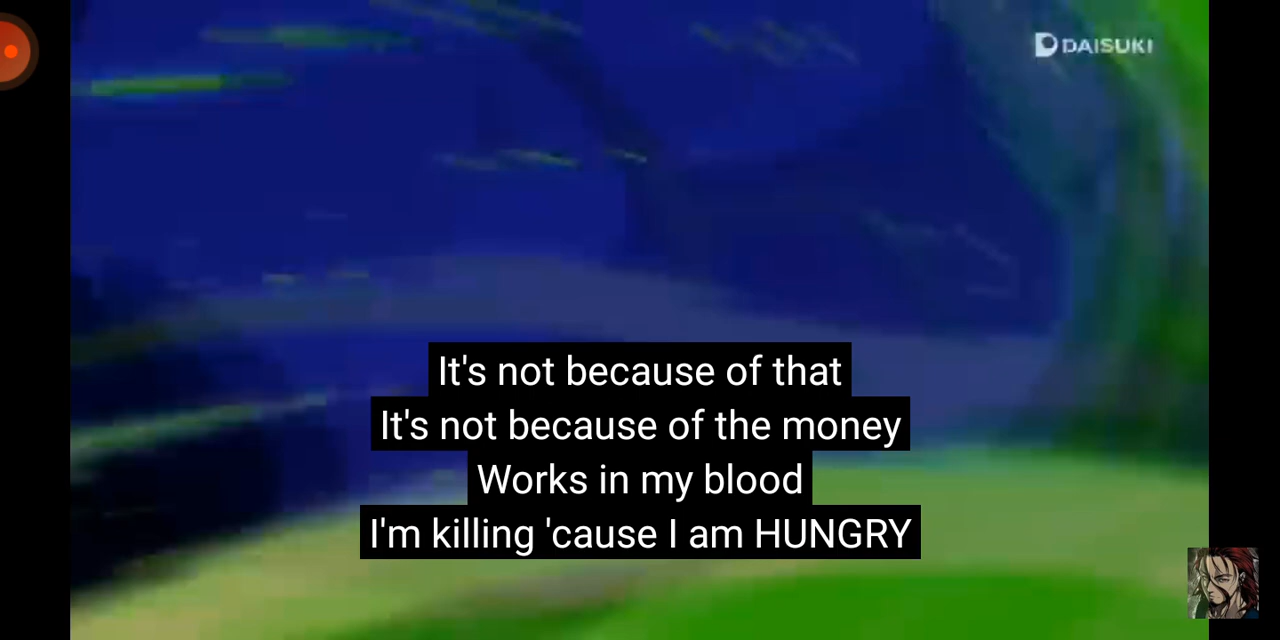 DAISUKI
It's not because of that
It's not because of the money
Works in my blood
I'm killing 'cause I am HUNGRY